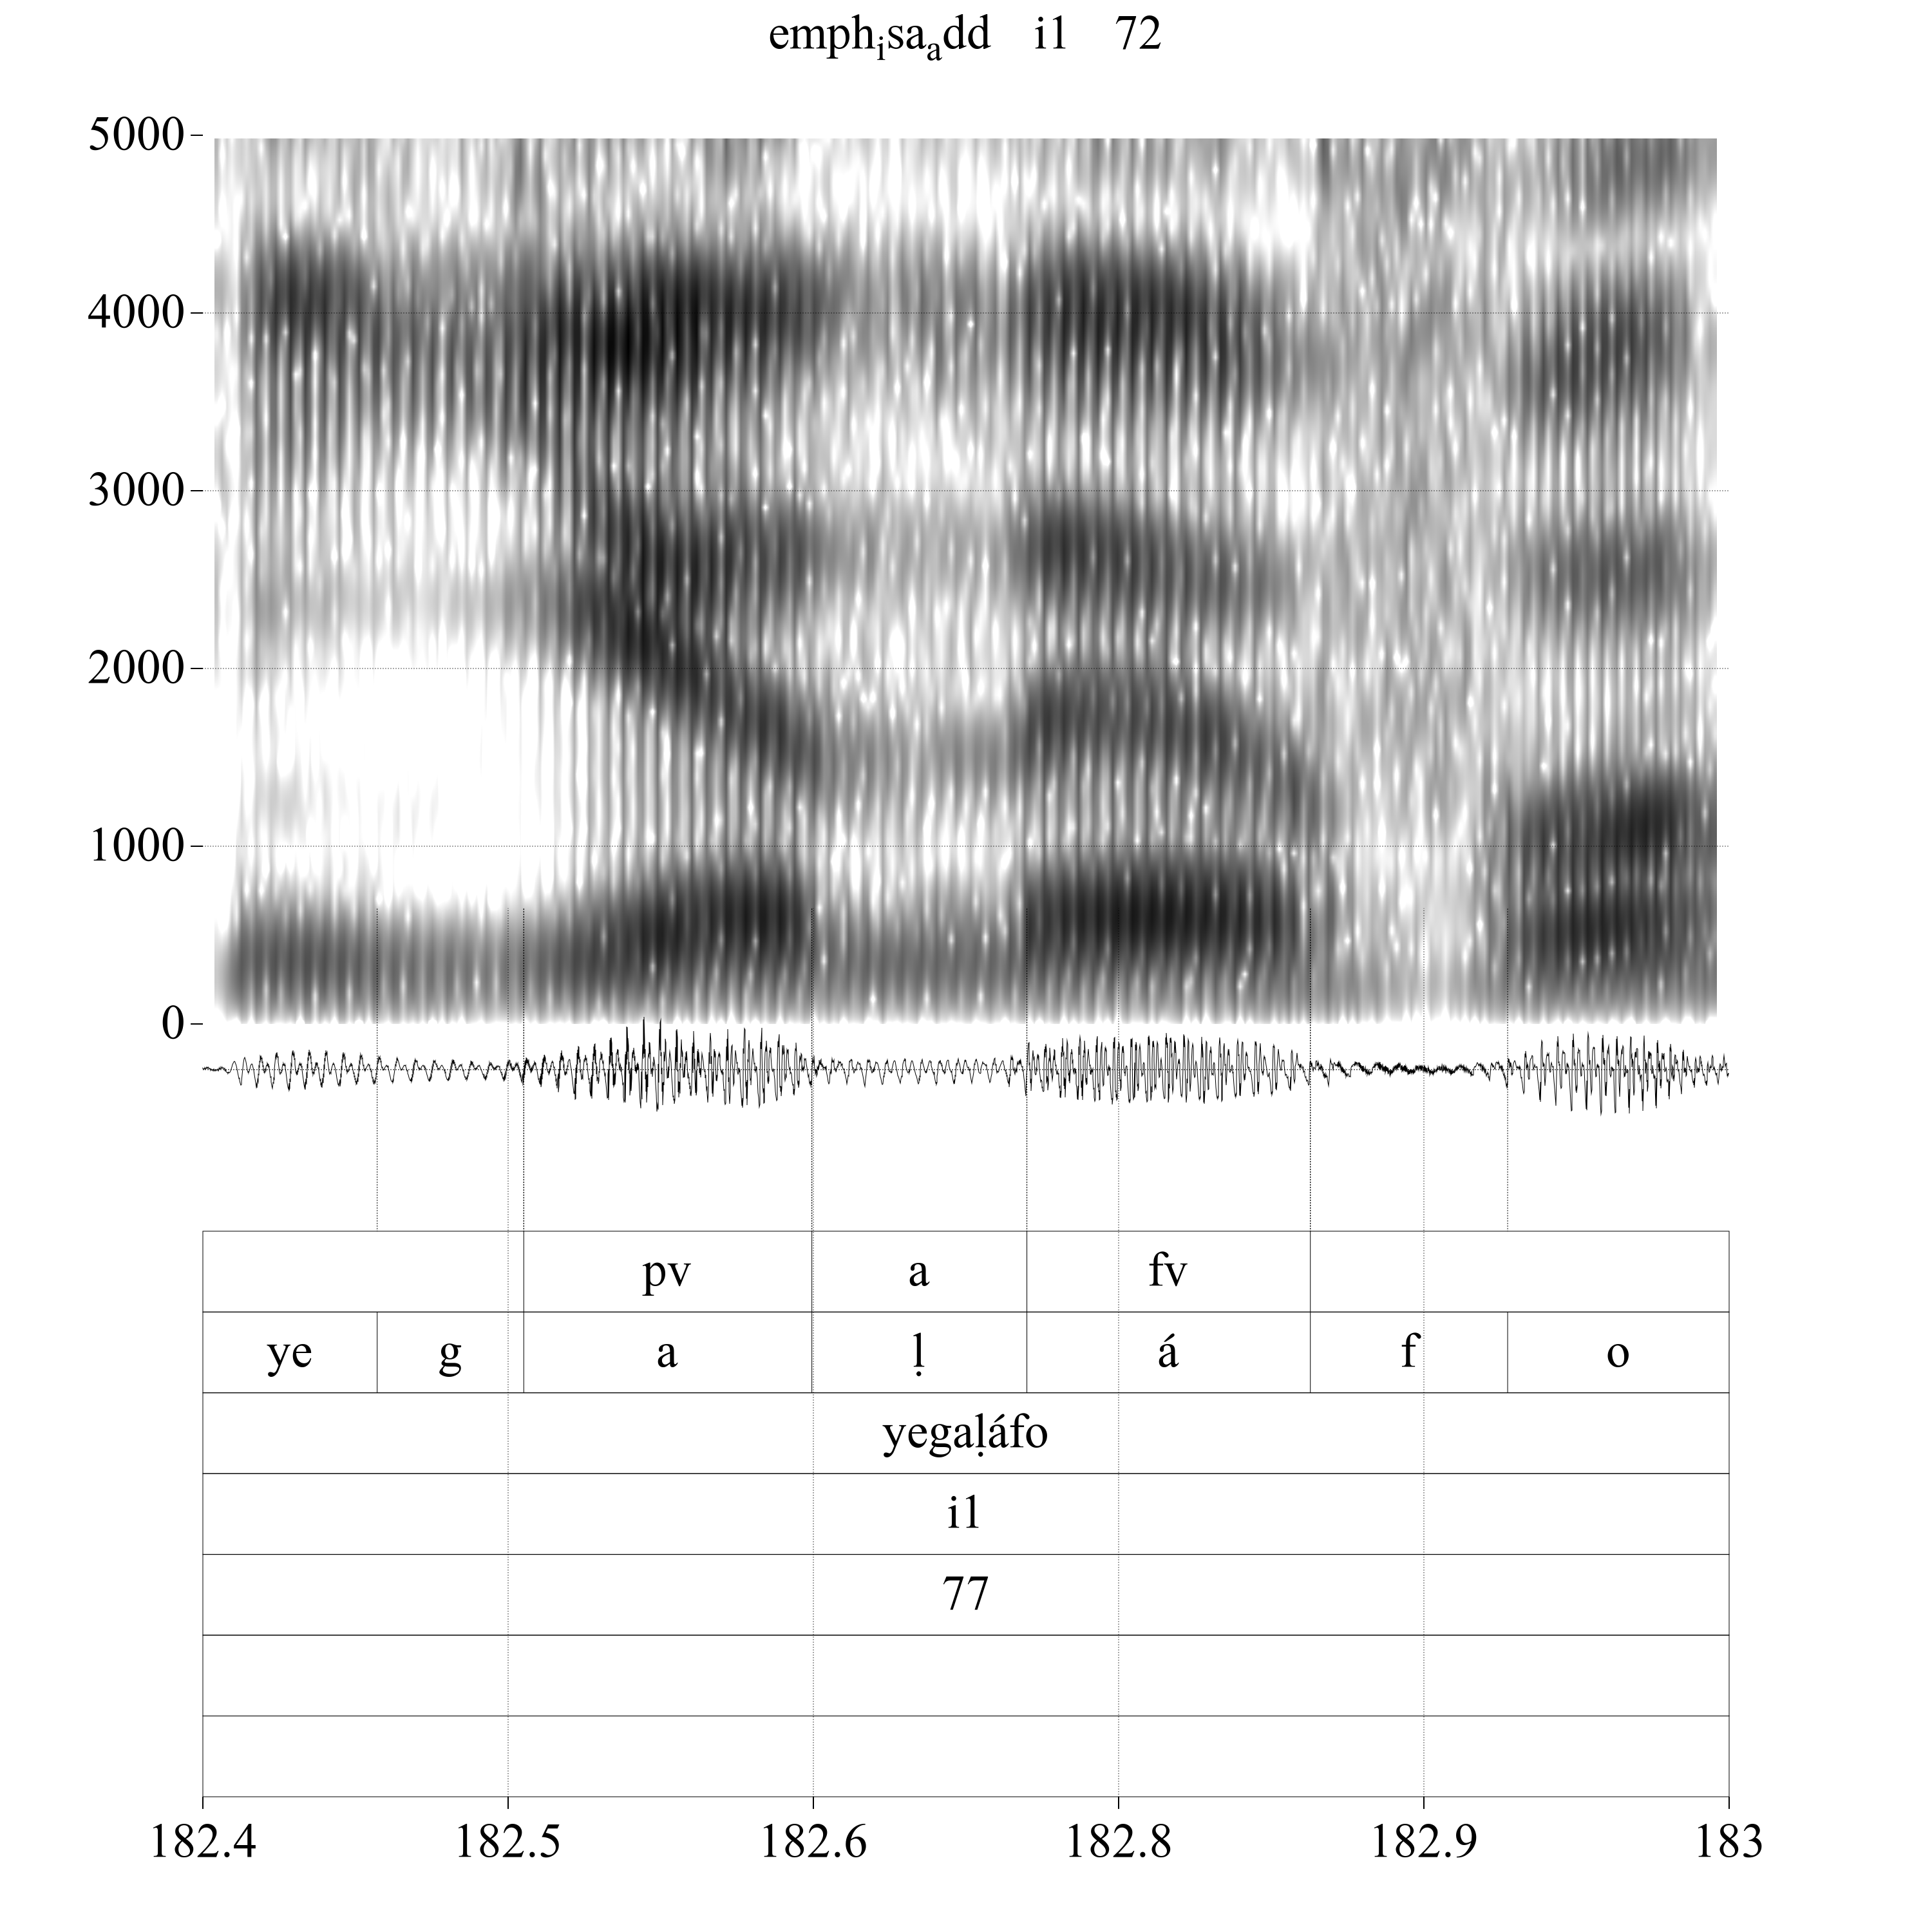 emphisaadd i1 72
5000
4000
3000
2000
1000
0
pv a fv
ye g a ḷ á f o
yegaḷáfo
i1
77
182.4 182.5 182.6 182.8 182.9 183